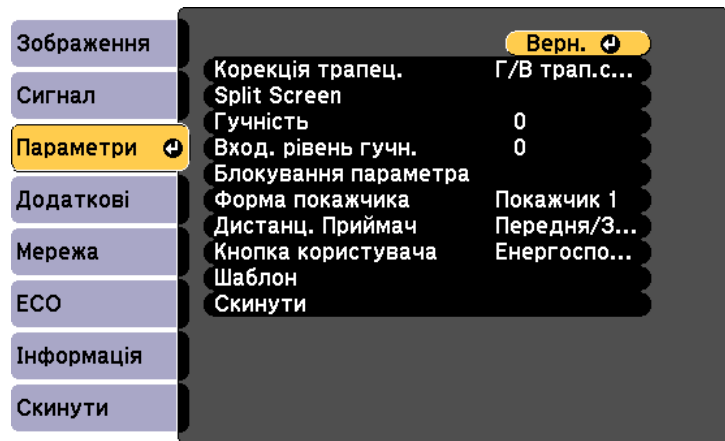 Зображення
Сигнал
Параметри
Додаткові
Мережа
ECO
Інформація
Скинути
Верн.
Корекція трапец. Г/В трап.с...
Split Screen
Гучність 0
Вход. рівень гучн. 0
Блокування параметра
Форма покажчика Покажчик 1
Дистанц. Приймач Передня/З...
Кнопка користувача Енергоспо...
Шаблон
Скинути